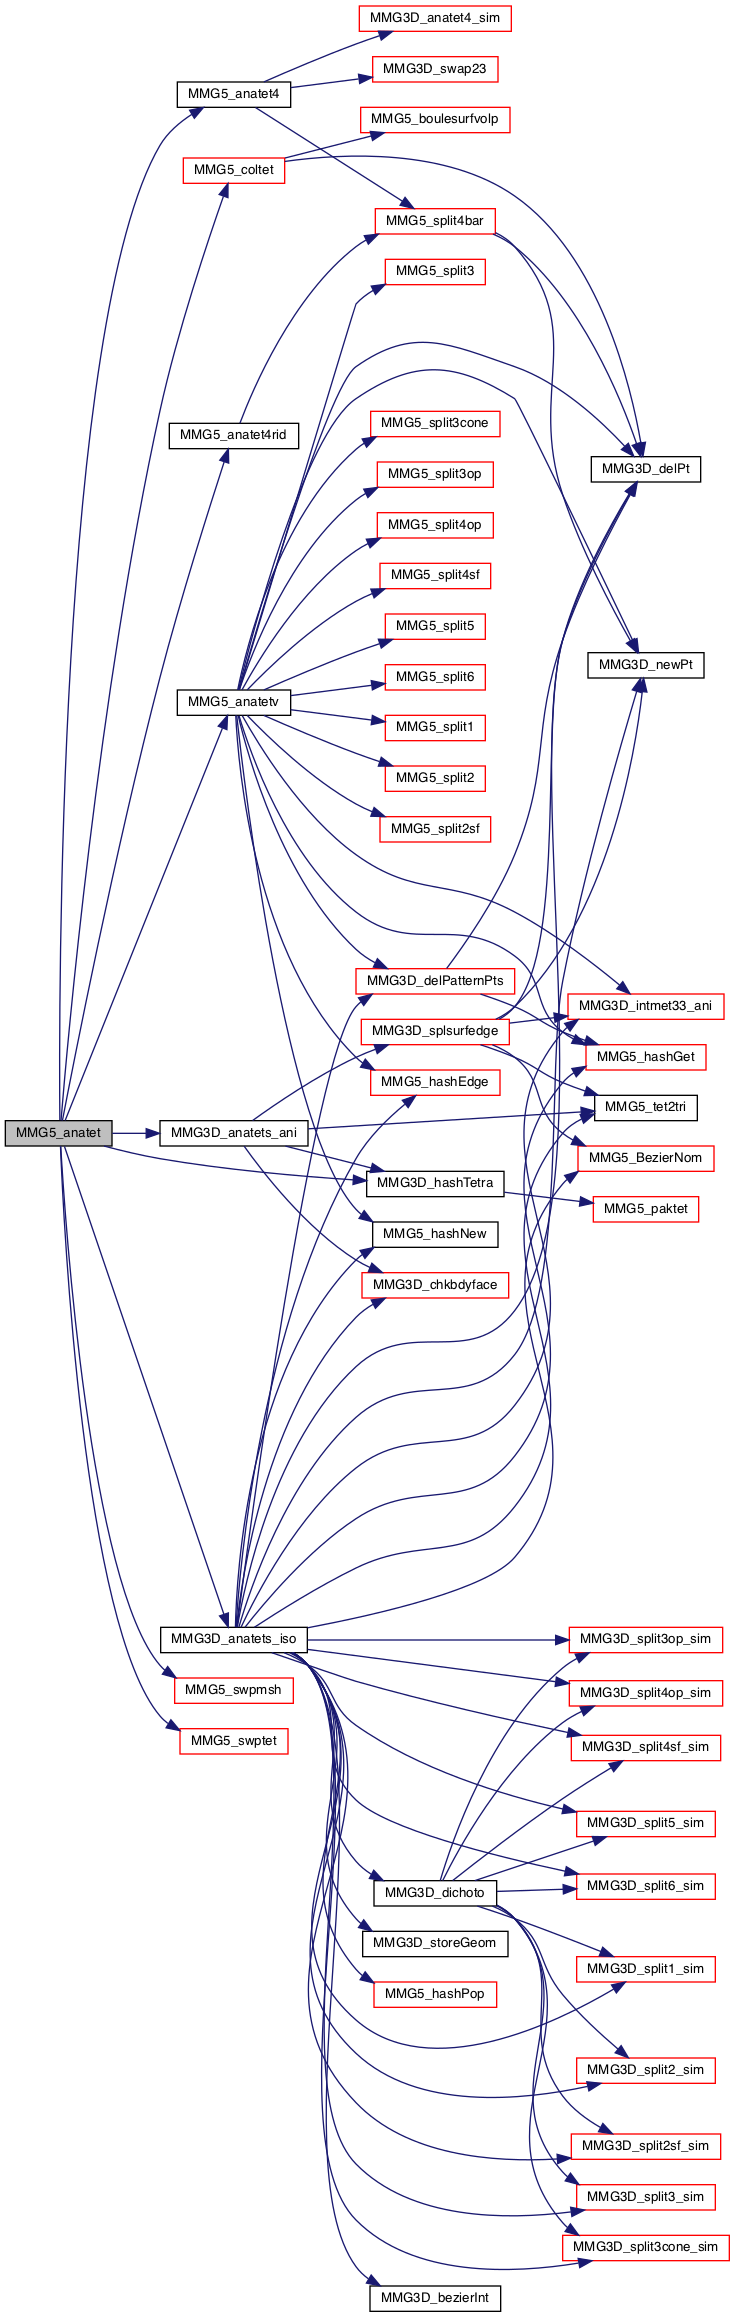 MMG3D_anatet4_sim
MMG3D_swap23
MMG5_anatet4
MMG5_boulesurfvolp
MMG5_coltet
MMG5_split4bar
MMG5_split3
MMG5_split3cone
MMG5_anatet4rid
MMG3D_delPt
MMG5_split3op
MMG5_split4op
MMG5_split4sf
MMG5_split5
MMG3D_newPt
MMG5_split6
MMG5_anatetv
MMG5_split1
MMG5_split2
MMG5_split2sf
MMG3D_delPatternPts
MMG3D_intmet33_ani
MMG3D_splsurfedge
MMG5_hashGet
MMG5_hashEdge
MMG5_tet2tri
MMG5_anatet
MMG3D_anatets_ani
MMG5_BezierNom
MMG3D_hashTetra
MMG5_paktet
MMG5_hashNew
MMG3D_chkbdyface
MMG3D_anatets_iso
MMG3D_split3op_sim
MMG5_swpmsh
MMG3D_split4op_sim
MMG5_swptet
MMG3D_split4sf_sim
MMG3D_split5_sim
MMG3D_split6_sim
MMG3D_dichoto
MMG3D_storeGeom
MMG3D_split1_sim
MMG5_hashPop
MMG3D_split2_sim
MMG3D_split2sf_sim
MMG3D_split3_sim
MMG3D_split3cone_sim
MMG3D_bezierInt